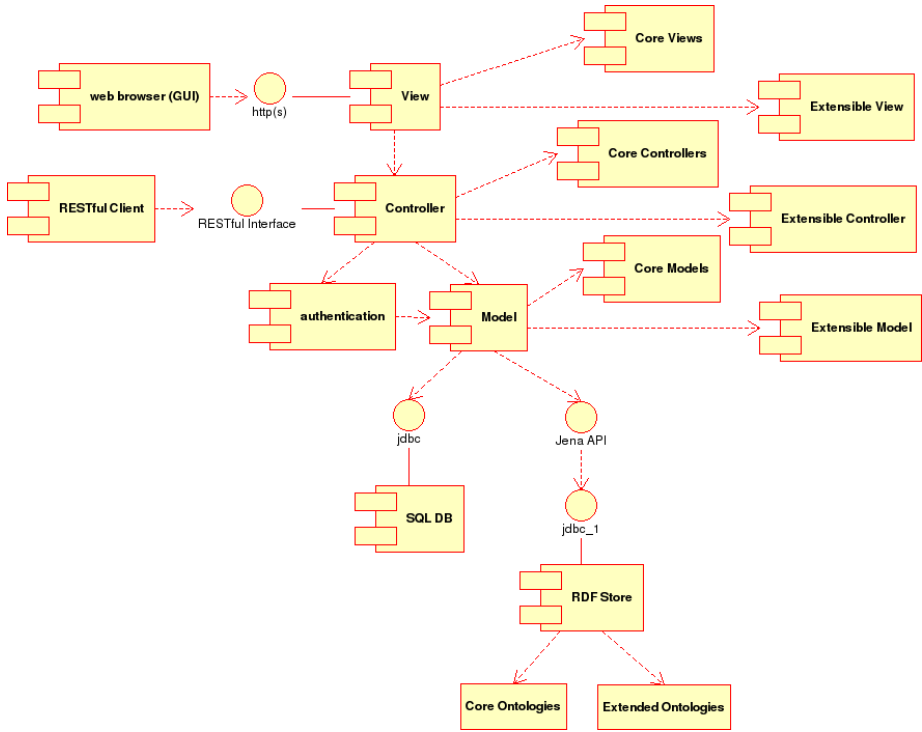 Core Views
web browser (GUI)
http(s)
View
Extensible View
Core Controllers
RESTful Client
RESTful Interface
Controller
Extensible Controller
Core Models
authentication
Model
Extensible Model
jdbc
Jena API
SQL DB
jdbc_1
RDF Store
Core Ontologies
Extended Ontologies